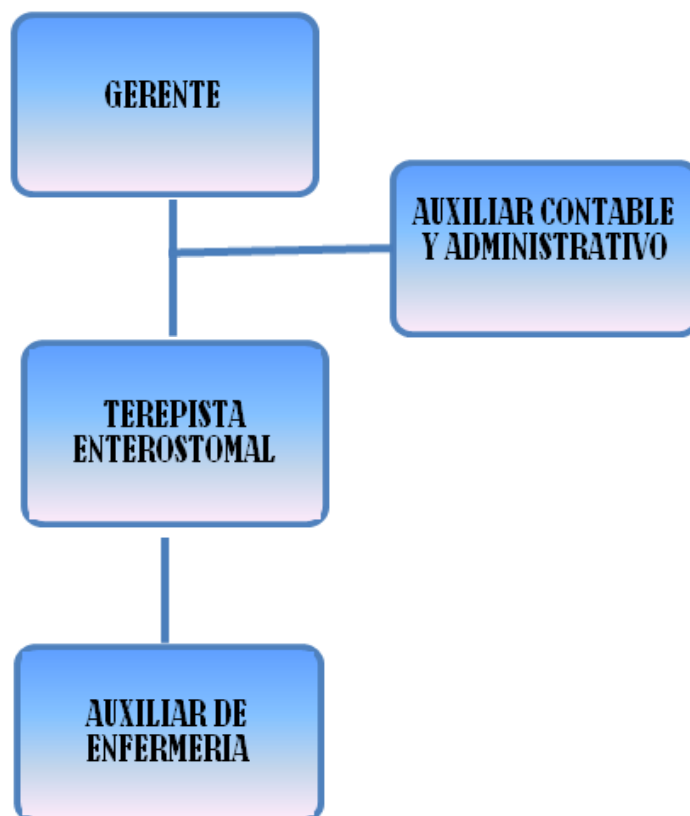 GERENTE
AUXILIAR CONTABLE
Y ADMINISTRATIVO
TEREPISTA
ENTEROSTOMAL
AUXILIAR DE
ENFERMERIA